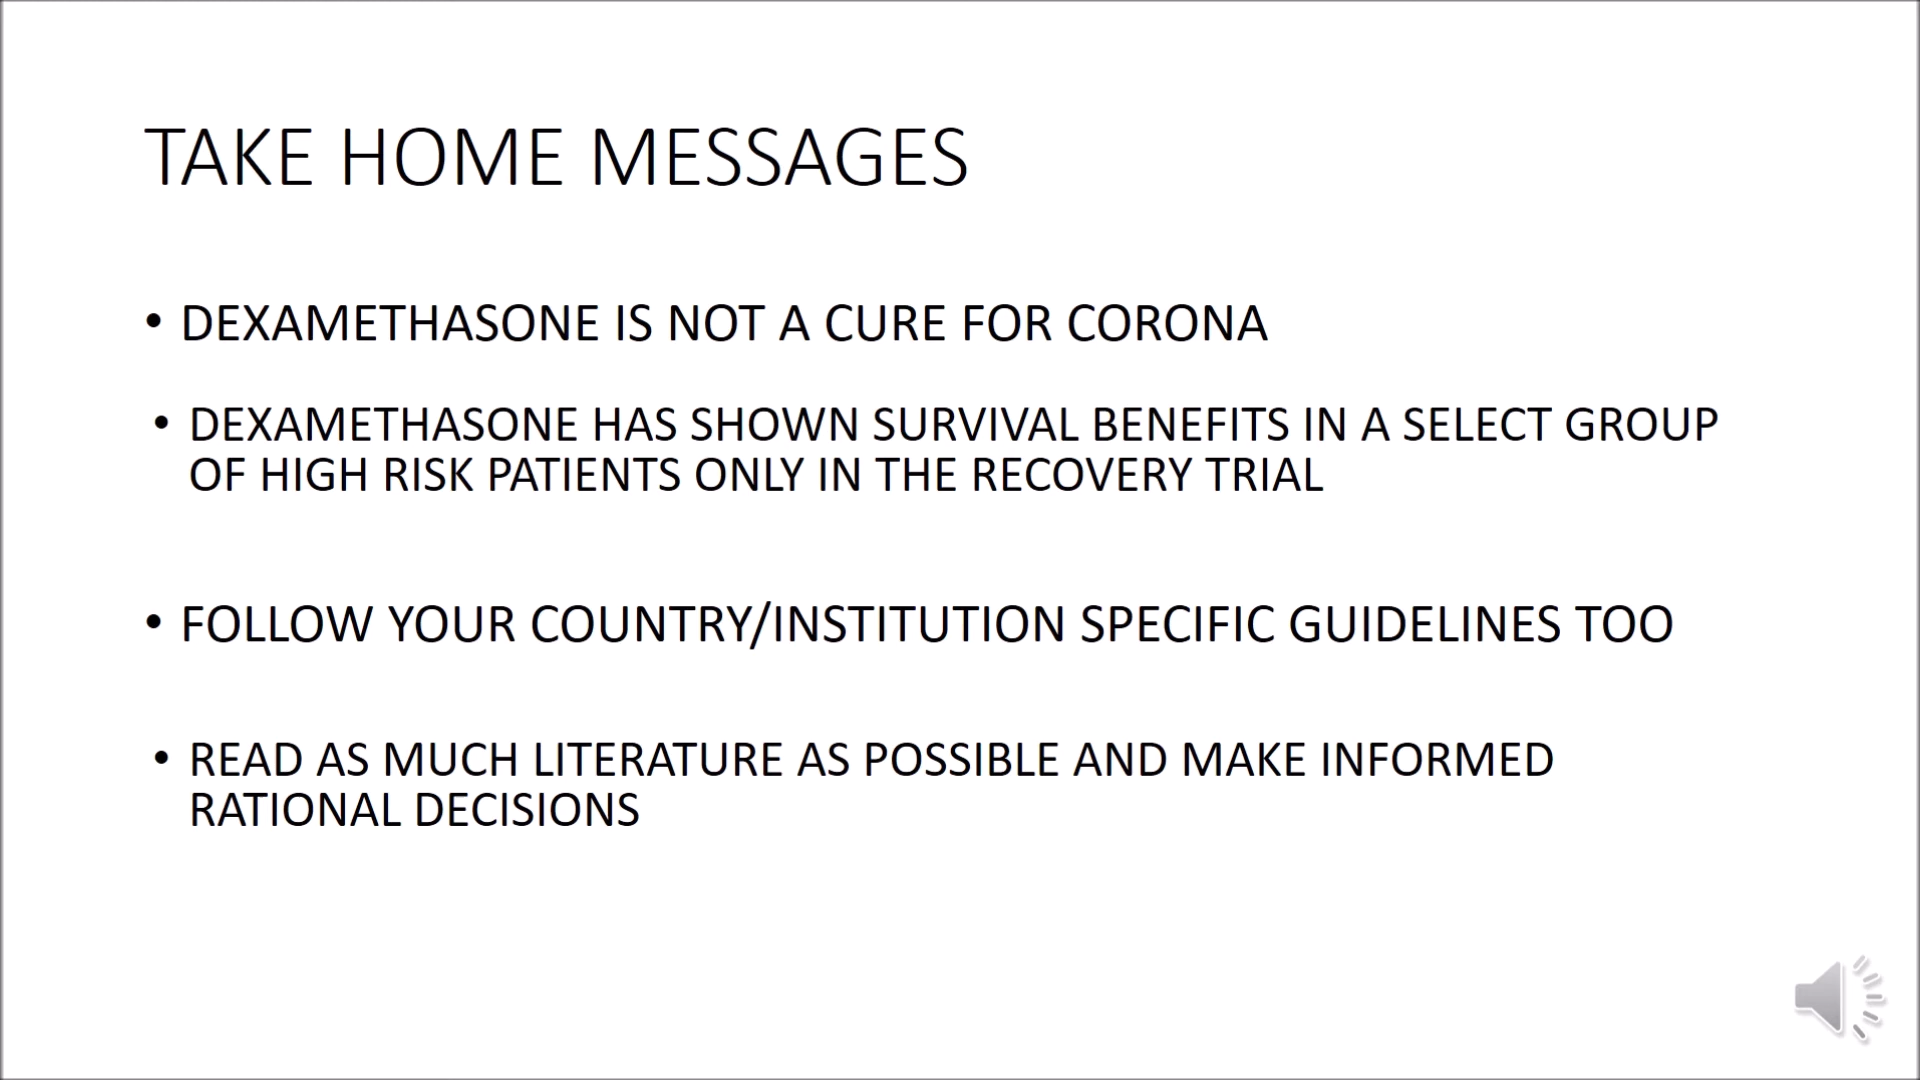 TAKE HOME MESSAGES
• DEXAMETHASONE IS NOT A CURE FOR CORONA
• DEXAMETHASONE HAS SHOWN SURVIVAL BENEFITS IN A SELECT GROUP
OF HIGH RISK PATIENTS ONLY IN THE RECOVERY TRIAL
• FOLLOW YOUR COUNTRY/INSTITUTION SPECIFIC GUIDELINES TOO
• READ AS MUCH LITERATURE AS POSSIBLE AND MAKE INFORMED
RATIONAL DECISIONS